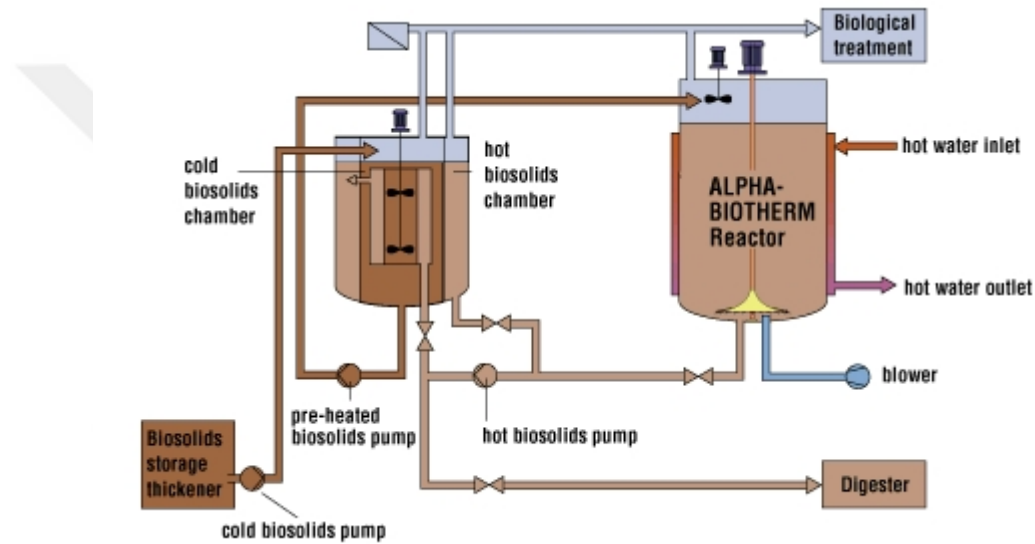 Biological
treatment
cold
biosolids
chamber
hot
biosolids
chamber
hot water inlet
ALPHA-
BIOTHERM
Reactor
hot water outlet
blower
pre-heated
biosolids pump
hot biosolids pump
Biosolids
storage
thickener
Digester
cold biosolids pump